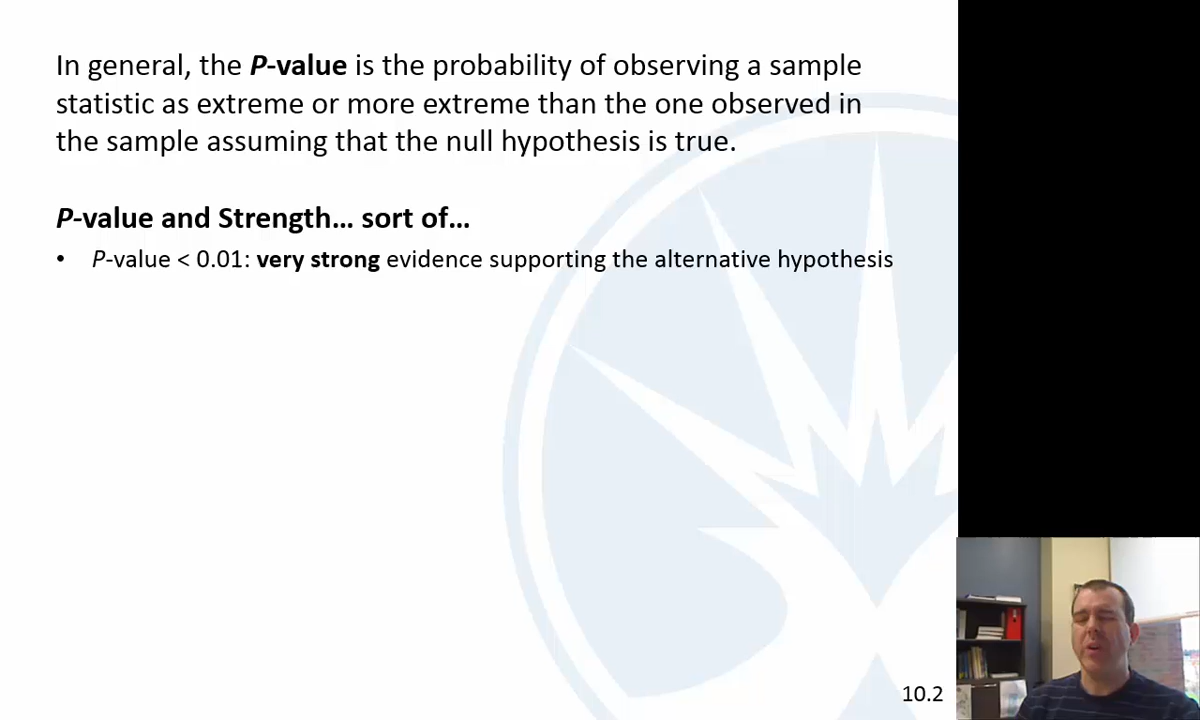 In general, the P-value is the probability of observing a sample
statistic as extreme or more extreme than the one observed in
the sample assuming that the null hypothesis is true.
P-value and Strength... sort of...
• P-value < 0.01: very strong evidence supporting the alternative hypothesis
10.2